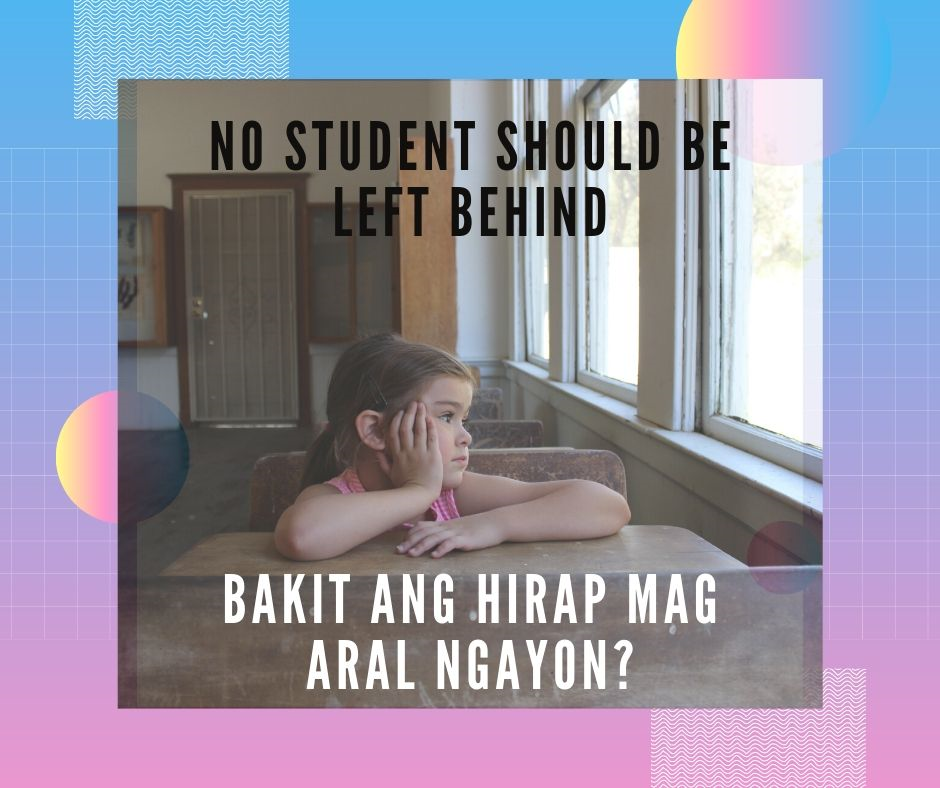 NO STUDENT SHOULD BE
LEFT BEHIND
BAKIT ANG HIRAP MAG
ARAL NGAYON?